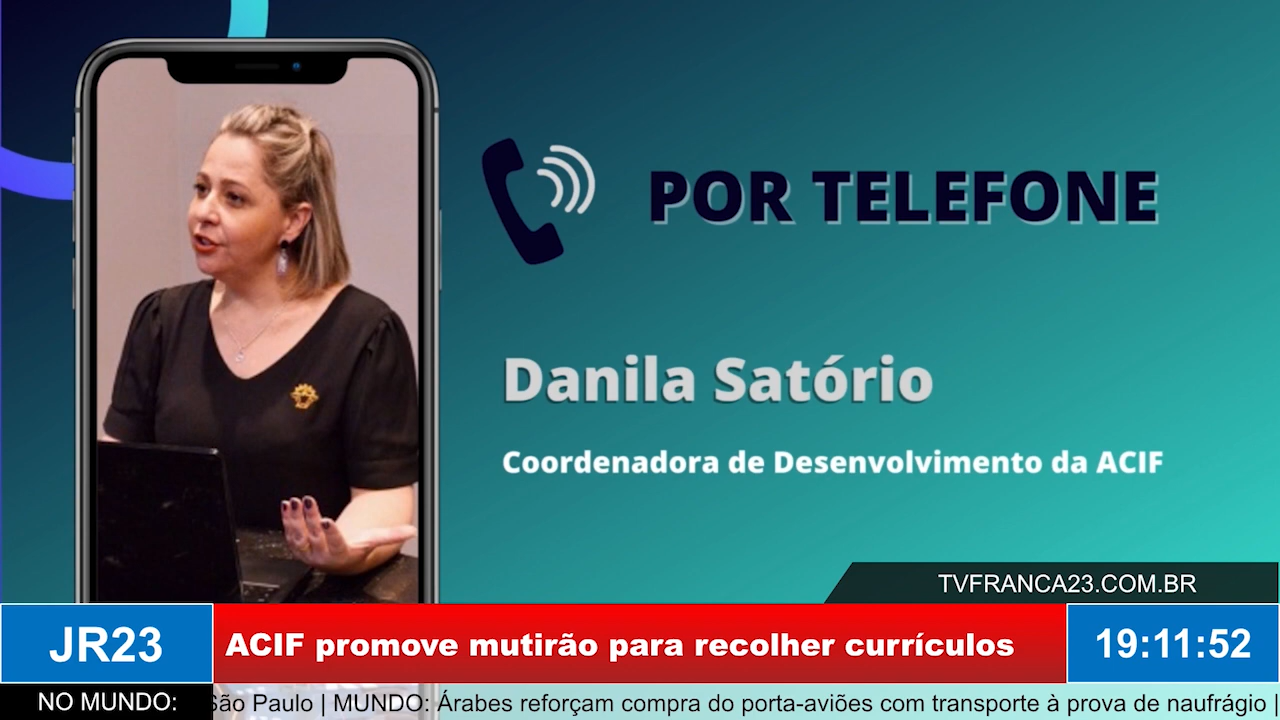 POR TELEFONE
Danila Satório
Coordenadora de Desenvolvimento da ACIF
TVFRANCA23.COM.BR
JR23
ACIF promove mutirão para recolher currículos
19:11:52
NO MUNDO:
São Paulo | MUNDO: Árabes reforçam compra do porta-aviões com transporte à prova de naufrágio |